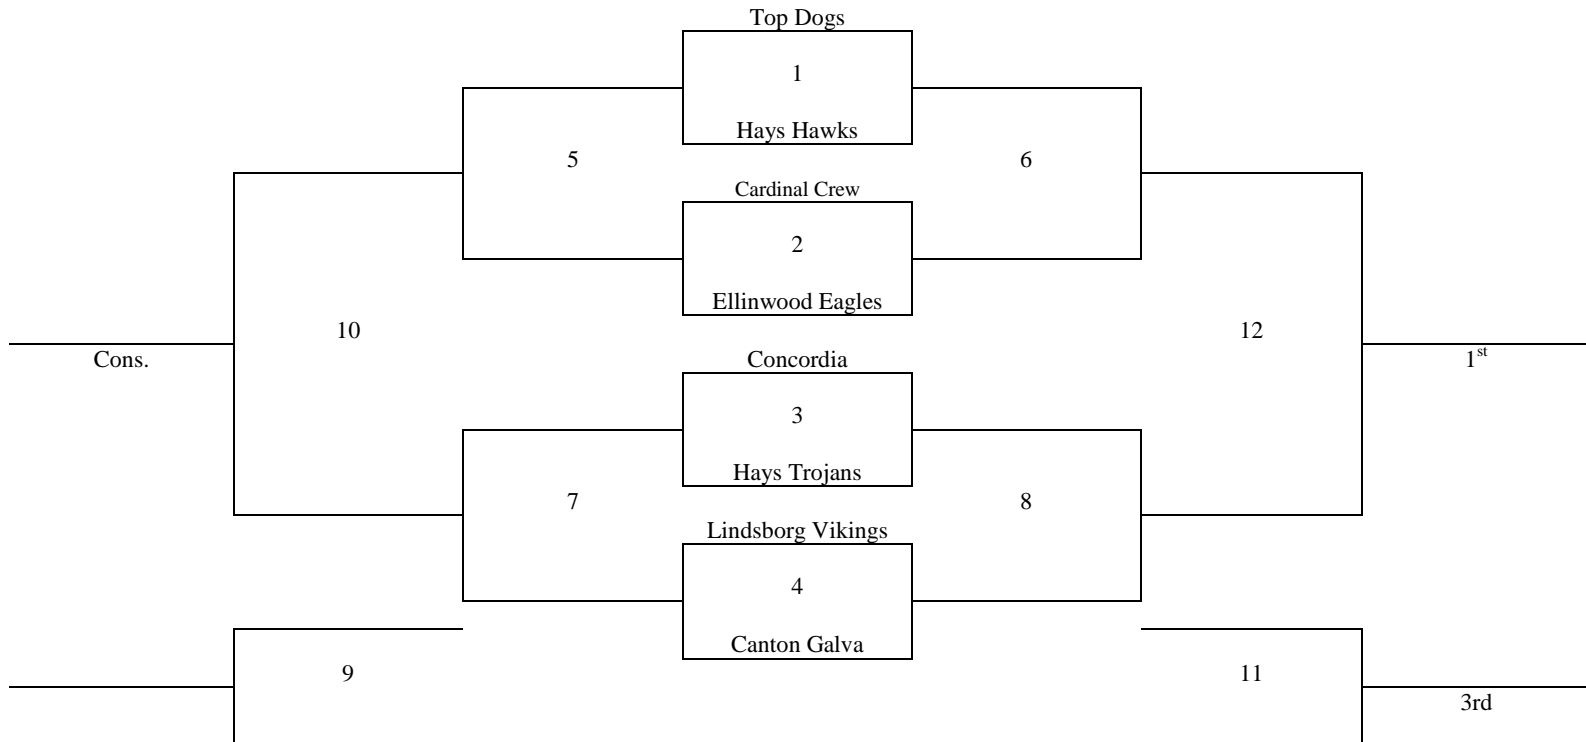 Top Dogs
1
Hays Hawks
5
6
Cardinal Crew
2
Ellinwood Eagles
10
12
Cons.
Concordia
1st
3
Hays Trojans
7
8
Lindsborg Vikings
4
Canton Galva
9
11
3rd